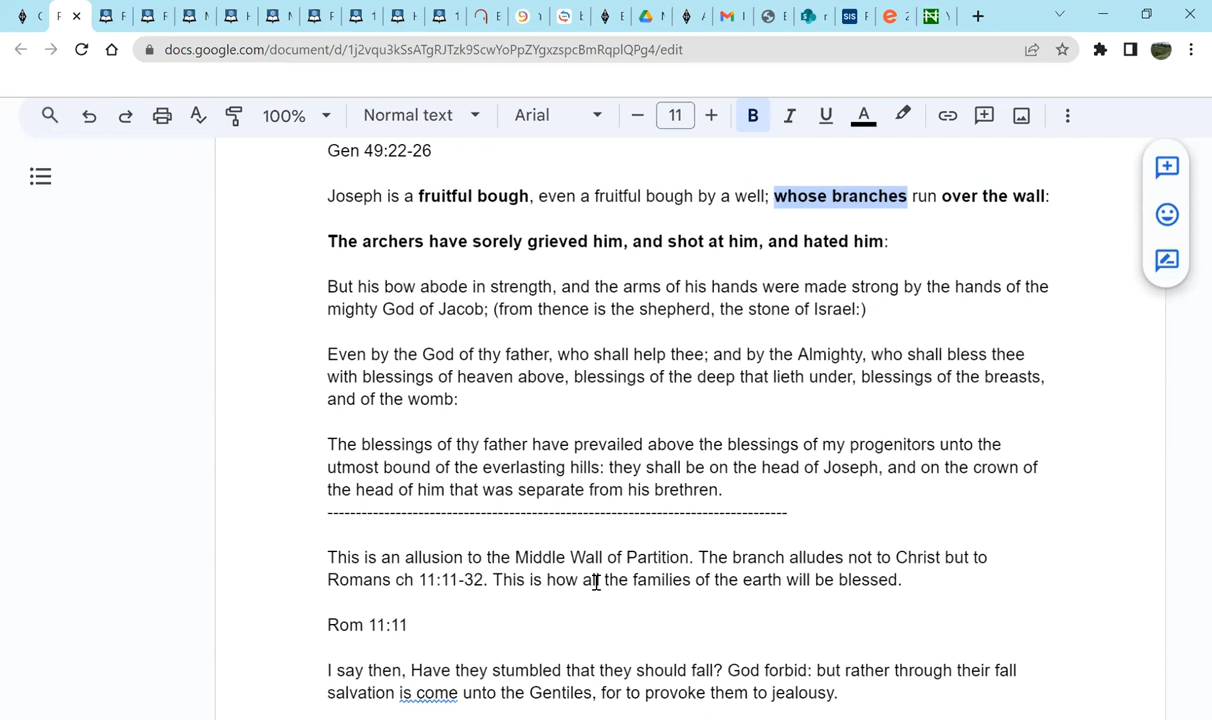 docs.google.com/document/d/1j2vqu3kSsATgRJTzk9ScwYoPpZYgxzspcBmRqplQPg4/edit
100% Normal text Arial 11 B I U A
Gen 49:22-26
Joseph is a fruitful bough, even a fruitful bough by a well; whose branches run over the wall:
The archers have sorely grieved him, and shot at him, and hated him:
But his bow abode in strength, and the arms of his hands were made strong by the hands of the
mighty God of Jacob; (from thence is the shepherd, the stone of Israel:)
Even by the God of thy father, who shall help thee; and by the Almighty, who shall bless thee
with blessings of heaven above, blessings of the deep that lieth under, blessings of the breasts,
and of the womb:
The blessings of thy father have prevailed above the blessings of my progenitors unto the
utmost bound of the everlasting hills: they shall be on the head of Joseph, and on the crown of
the head of him that was separate from his brethren.
-----------------------------------------------------------------------------------
This is an allusion to the Middle Wall of Partition. The branch alludes not to Christ but to
Romans ch 11:11-32. This is how all the families of the earth will be blessed.
Rom 11:11
I say then, Have they stumbled that they should fall? God forbid: but rather through their fall
salvation is come unto the Gentiles, for to provoke them to jealousy.